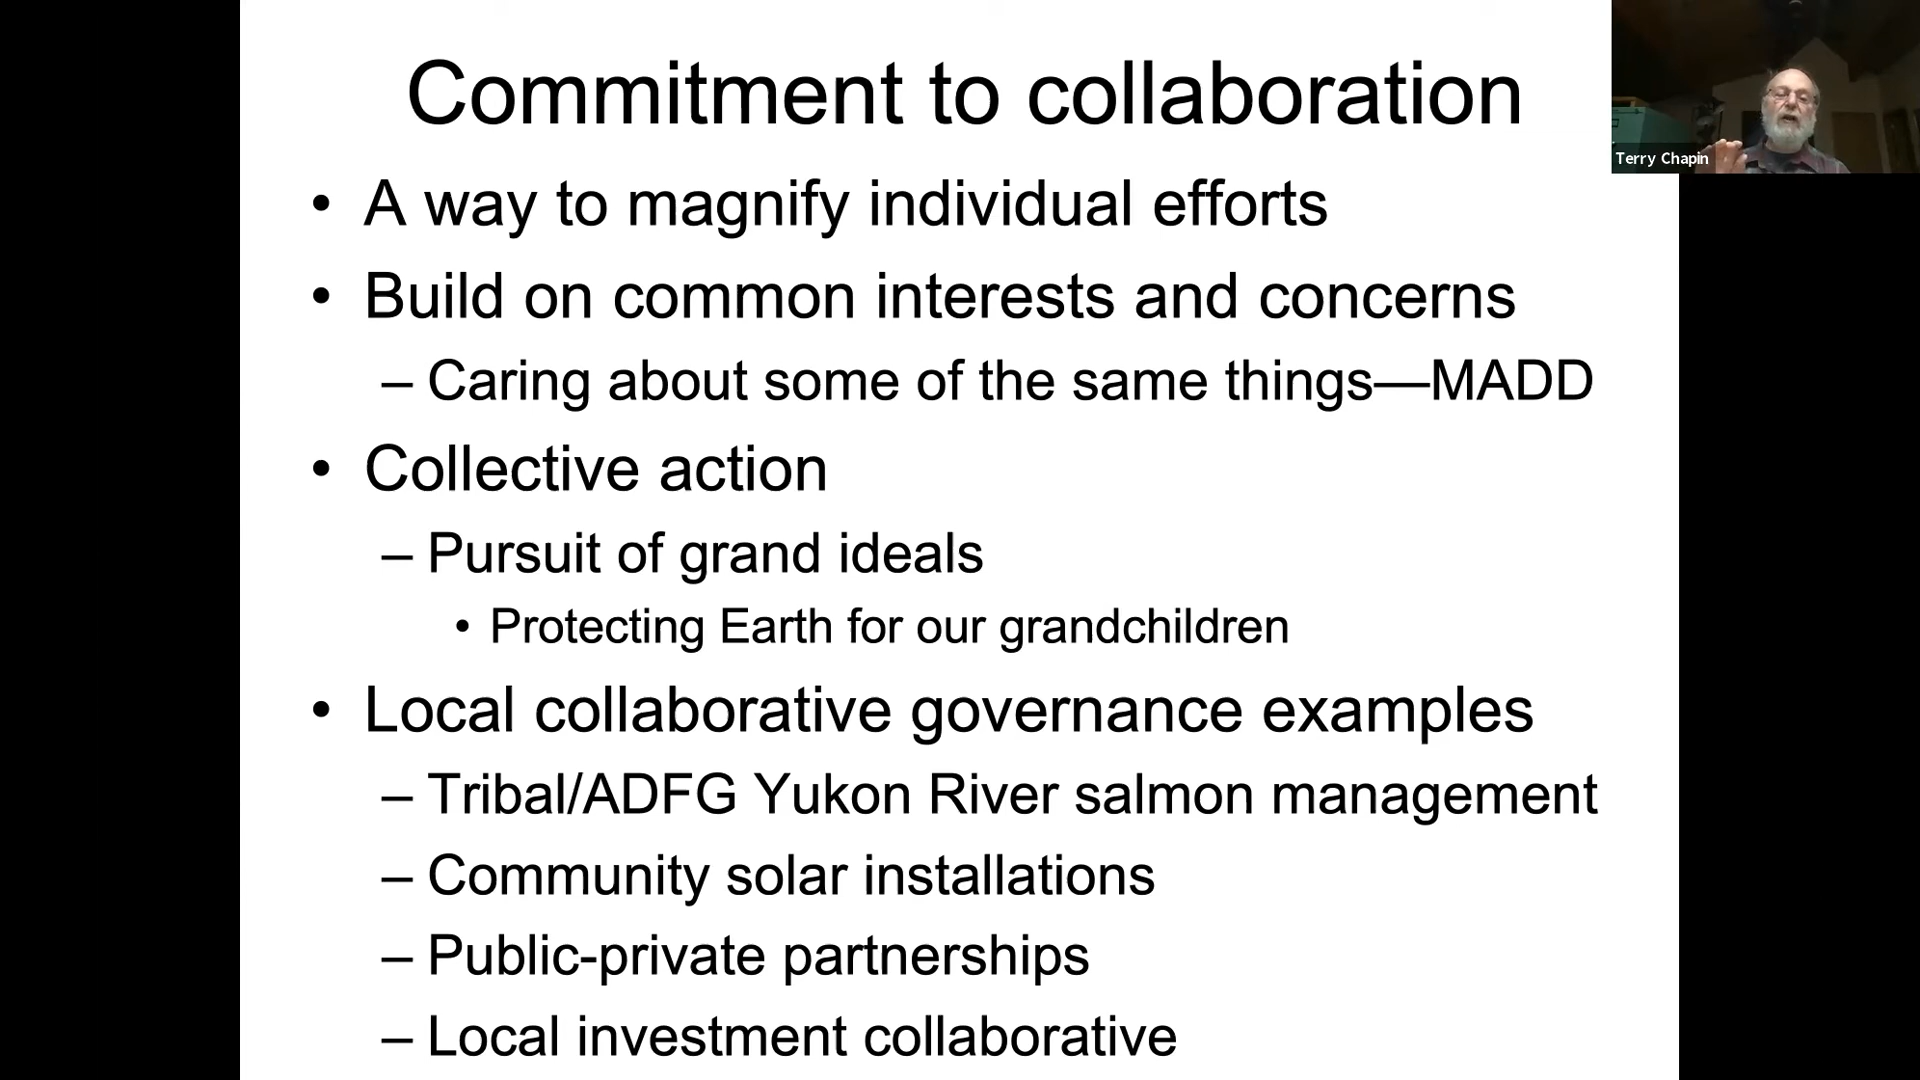 Commitment to collaboration
Terry Chapin
• A way to magnify individual efforts
• Build on common interests and concerns
– Caring about some of the same things—MADD
• Collective action
– Pursuit of grand ideals
• Protecting Earth for our grandchildren
• Local collaborative governance examples
– Tribal/ADFG Yukon River salmon management
– Community solar installations
– Public-private partnerships
– Local investment collaborative